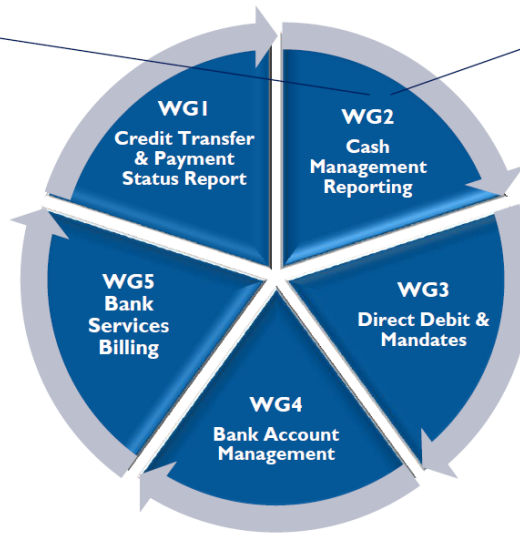 WG1
Credit Transfer
& Payment
Status Report
WG2
Cash
Management
Reporting
WG3
Direct Debit &
Mandates
WG4
Bank Account
Management
WG5
Bank
Services
Billing